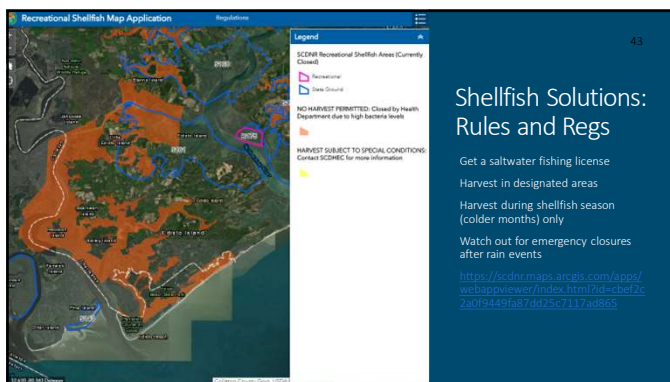 Recreational Shellfish Map Application
Regulations
Legend
SCDNR Recreational Shellfish Areas (Currently
Closed)
Recreational
State Ground
NO HARVEST PERMITTED: Closed by Health
Department due to high bacteria levels
HARVEST SUBJECT TO SPECIAL CONDITIONS:
Contact SCDHEC for more information
Edisto Island
43
Shellfish Solutions:
Rules and Regs
Get a saltwater fishing license
Harvest in designated areas
Harvest during shellfish season
(colder months) only
Watch out for emergency closures
after rain events
https://scdnr.maps.arcgis.com/apps/
webappviewer/index.html?id=cbef2c
2a0f9449fa87dd25c7117ad865